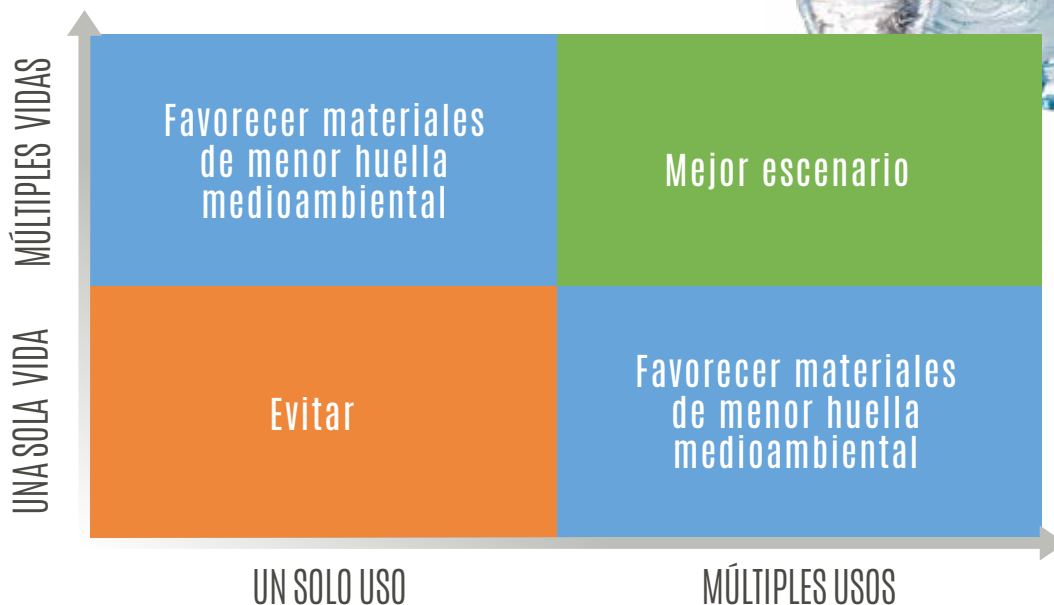 MÚLTIPLES VIDAS
Favorecer materiales
de menor huella
medioambiental
Mejor escenario
UNA SOLA VIDA
Evitar
Favorecer materiales
de menor huella
medioambiental
UN SOLO USO
MÚLTIPLES USOS